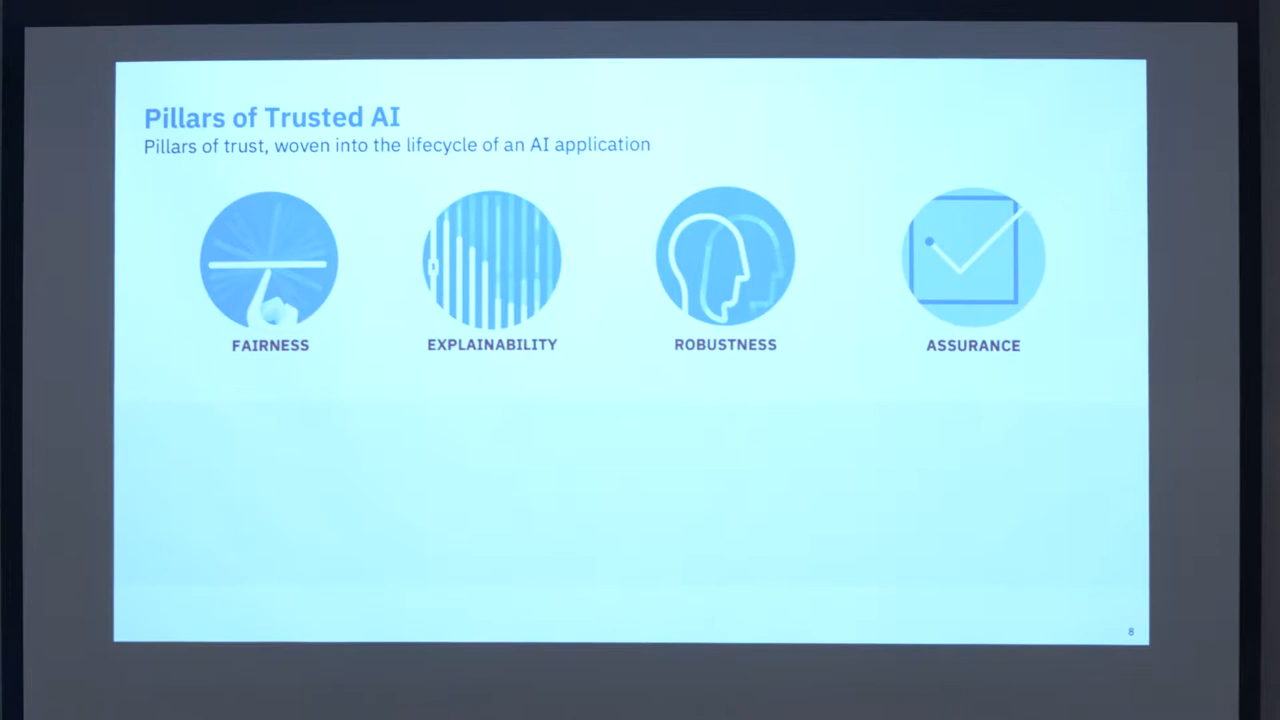 Pillars of Trusted AI
Pillars of trust, woven into the lifecycle of an AI application
FAIRNESS
EXPLAINABILITY
ROBUSTNESS
ASSURANCE
8